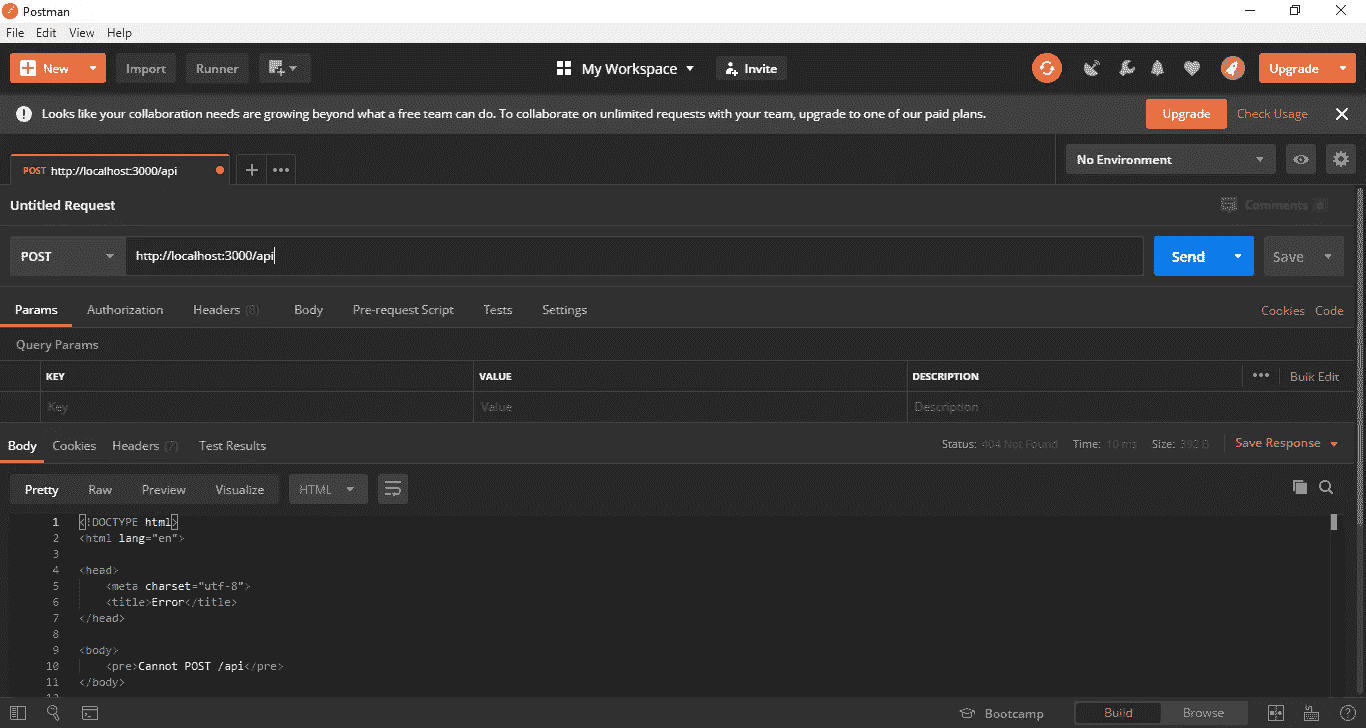 Postman
File Edit View Help
New Import Runner My Workspace Invite Upgrade
Looks like your collaboration needs are growing beyond what a free team can do. To collaborate on unlimited requests with your team, upgrade to one of our paid plans. Upgrade Check Usage
POST http://localhost:3000/api No Environment
Untitled Request Comments 0
POST http://localhost:3000/api Send Save
Params Authorization Headers (8) Body Pre-request Script Tests Settings Cookies Code
Query Params
KEY VALUE DESCRIPTION Bulk Edit
Key Value Description
Body Cookies Headers (7) Test Results Status: 404 Not Found Time: 10 ms Size: 392 B Save Response
Pretty Raw Preview Visualize HTML
1 <!DOCTYPE html>
2 <html lang="en">
3
4 <head>
5 <meta charset="utf-8">
6 <title>Error</title>
7 </head>
8
9 <body>
10 <pre>Cannot POST /api</pre>
11 </body>
12
Bootcamp Build Browse